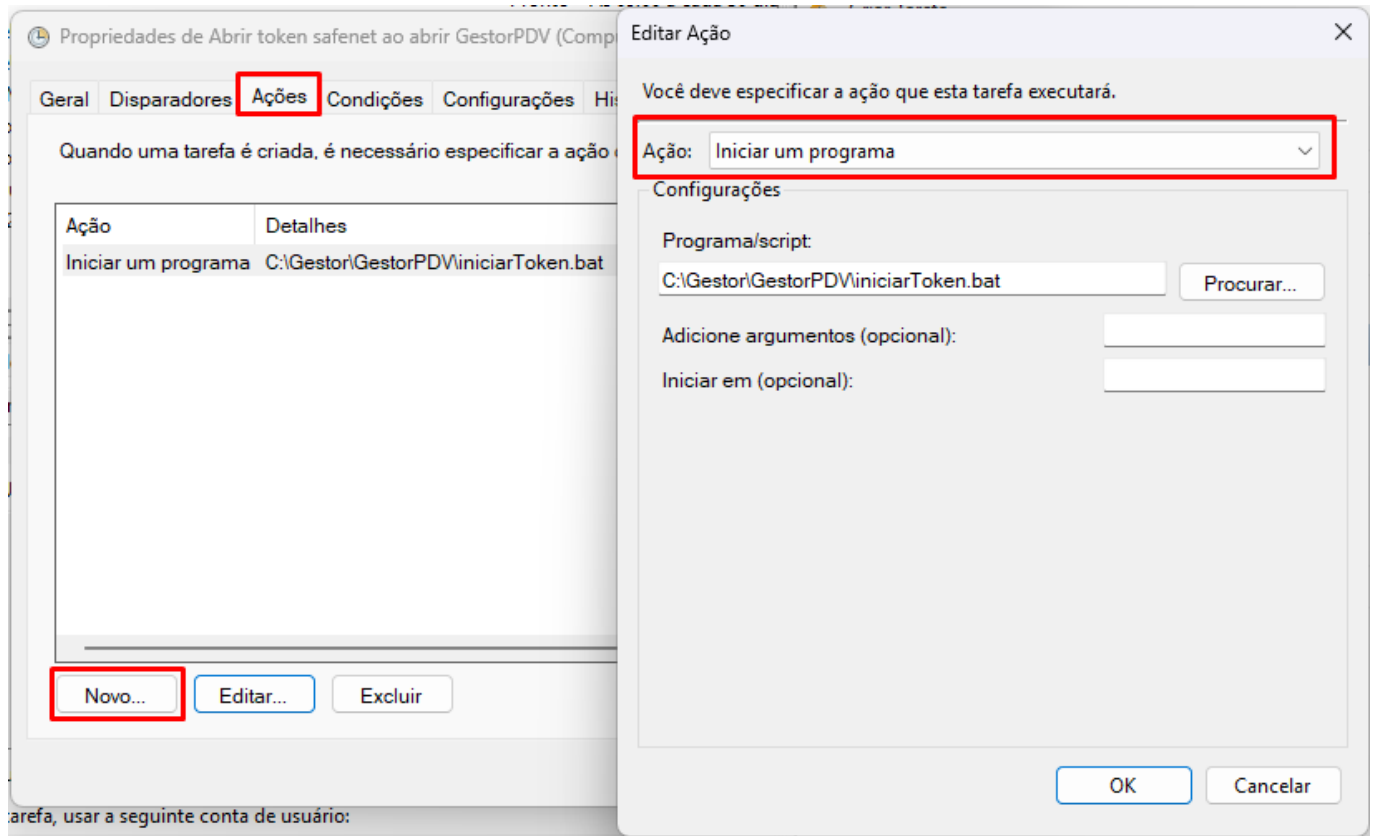 Propriedades de Abrir token safenet ao abrir GestorPDV (Comp
Geral Disparadores Ações Condições Configurações His
Quando uma tarefa é criada, é necessário especificar a ação
Ação Detalhes
Iniciar um programa C:\Gestor\GestorPDV\iniciarToken.bat
Novo... Editar... Excluir
tarefa, usar a seguinte conta de usuário:
Editar Ação
Você deve especificar a ação que esta tarefa executará.
Ação: Iniciar um programa
Configurações
Programa/script:
C:\Gestor\GestorPDV\iniciarToken.bat Procurar...
Adicione argumentos (opcional):
Iniciar em (opcional):
OK Cancelar